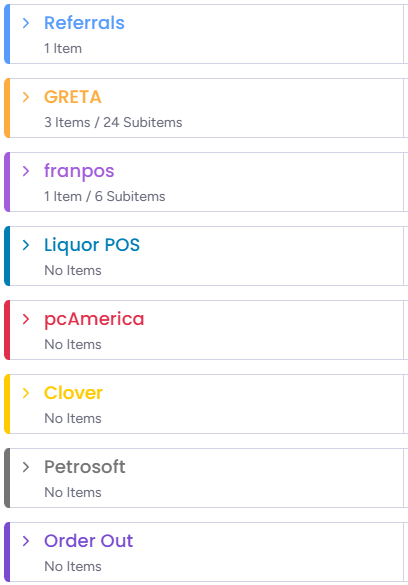 Referrals
1 Item
GRETA
3 Items / 24 Subitems
franpos
1 Item / 6 Subitems
Liquor POS
No Items
pcAmerica
No Items
Clover
No Items
Petrosoft
No Items
Order Out
No Items